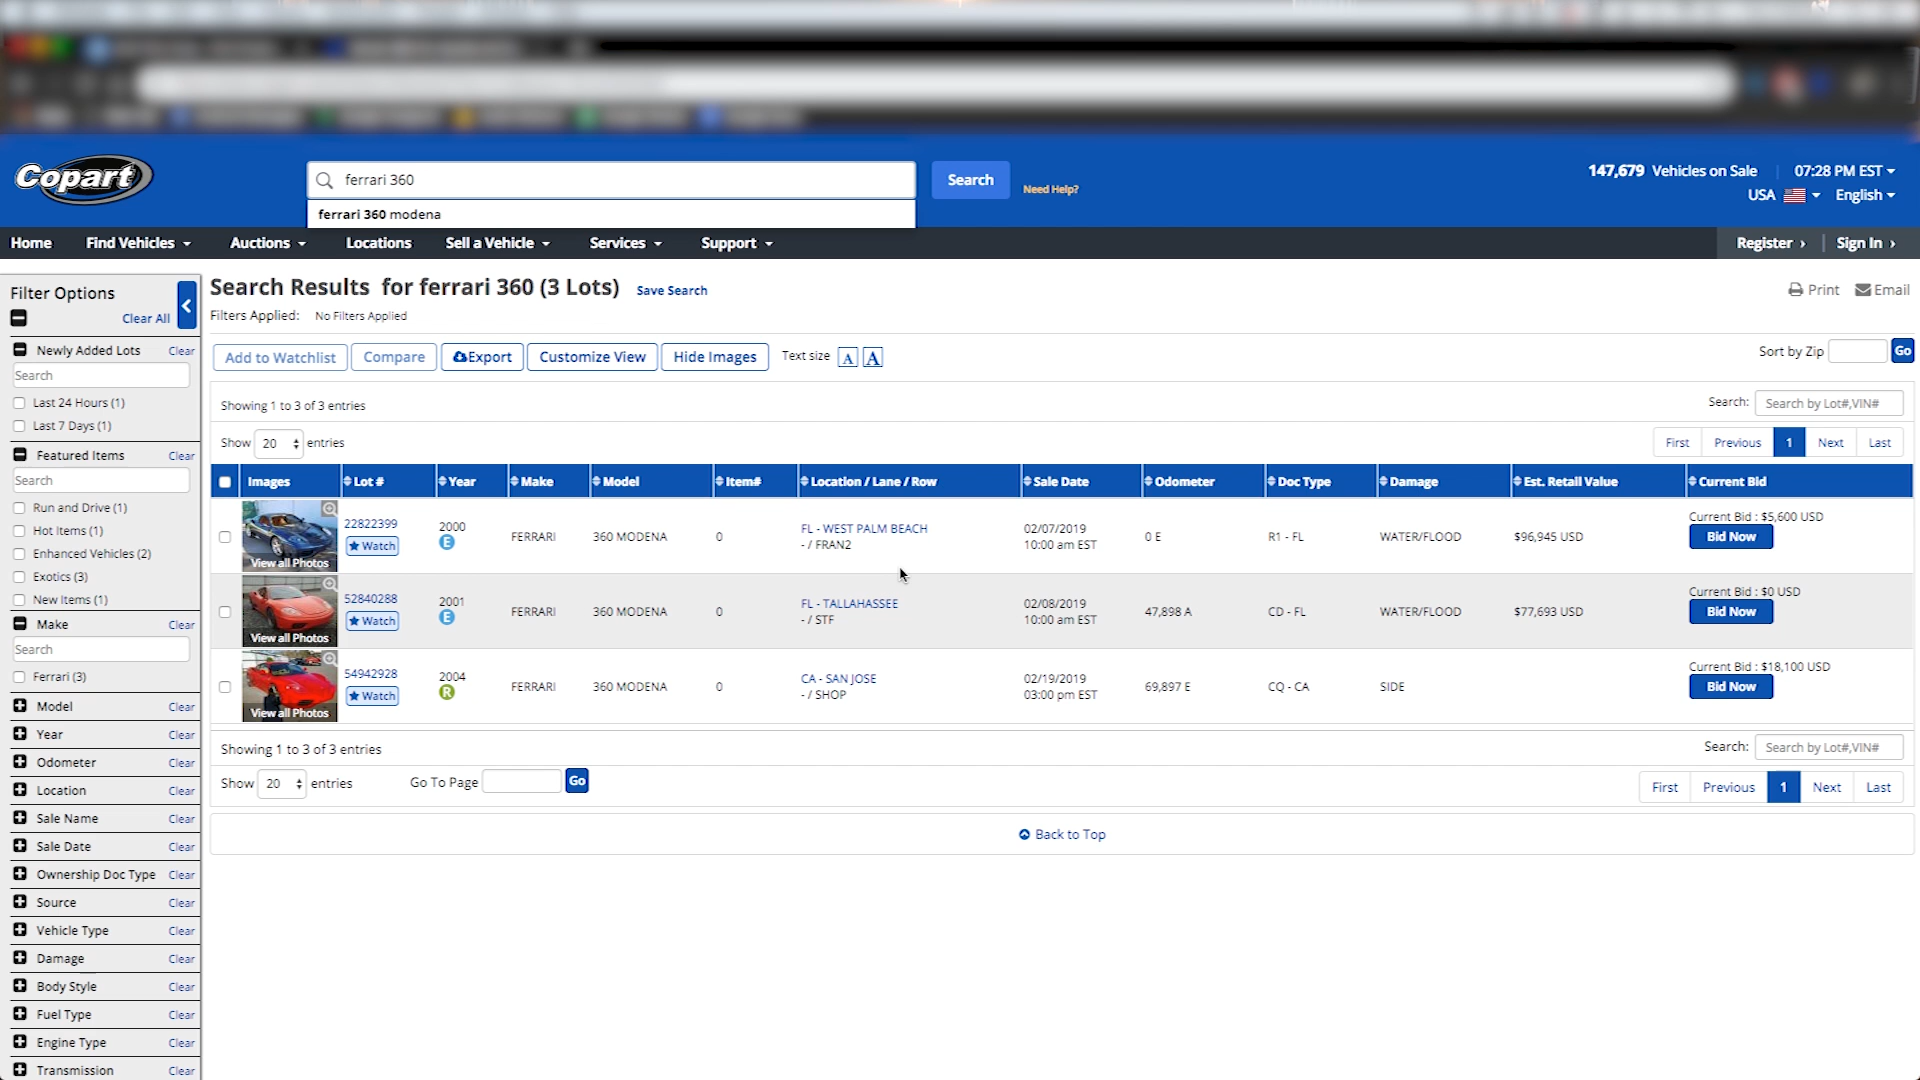 Copart
ferrari 360
Search
Need Help?
147,679 Vehicles on Sale
07:28 PM EST
ferrari 360 modena
USA
English
Home
Find Vehicles
Auctions
Locations
Sell a Vehicle
Services
Support
Register
Sign In
Filter Options
Clear All
Newly Added Lots Clear
Search
Last 24 Hours (1)
Last 7 Days (1)
Featured Items Clear
Search
Run and Drive (1)
Hot Items (1)
Enhanced Vehicles (2)
Exotics (3)
New Items (1)
Make Clear
Search
Ferrari (3)
Model Clear
Year Clear
Odometer Clear
Location Clear
Sale Name Clear
Sale Date Clear
Ownership Doc Type Clear
Source Clear
Vehicle Type Clear
Damage Clear
Body Style Clear
Fuel Type Clear
Engine Type Clear
Transmission Clear
Search Results for ferrari 360 (3 Lots) Save Search
Print Email
Filters Applied: No Filters Applied
Add to Watchlist Compare Export Customize View Hide Images Text size A A
Sort by Zip Go
Showing 1 to 3 of 3 entries
Search: Search by Lot#,VIN#
Show 20 entries
First Previous 1 Next Last
Images Lot # Year Make Model Item# Location / Lane / Row Sale Date Odometer Doc Type Damage Est. Retail Value Current Bid
View all Photos
22822399
Watch
2000
E
FERRARI
360 MODENA
0
FL - WEST PALM BEACH
- / FRAN2
02/07/2019
10:00 am EST
0 E
R1 - FL
WATER/FLOOD
$96,945 USD
Current Bid : $5,600 USD
Bid Now
View all Photos
52840288
Watch
2001
E
FERRARI
360 MODENA
0
FL - TALLAHASSEE
- / STF
02/08/2019
10:00 am EST
47,898 A
CD - FL
WATER/FLOOD
$77,693 USD
Current Bid : $0 USD
Bid Now
View all Photos
54942928
Watch
2004
R
FERRARI
360 MODENA
0
CA - SAN JOSE
- / SHOP
02/19/2019
03:00 pm EST
69,897 E
CQ - CA
SIDE
Current Bid : $18,100 USD
Bid Now
Showing 1 to 3 of 3 entries
Search: Search by Lot#,VIN#
Show 20 entries
Go To Page Go
First Previous 1 Next Last
Back to Top